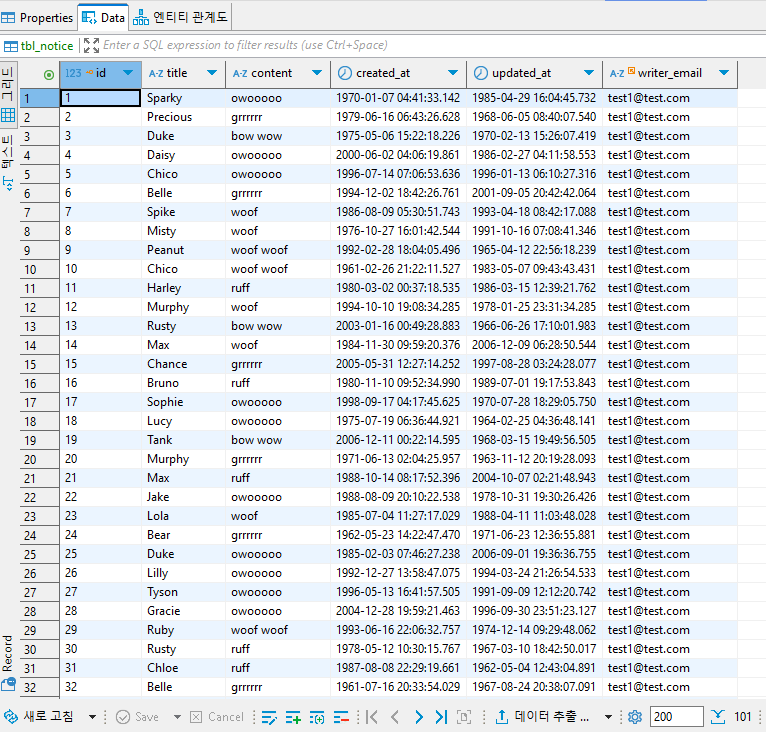 Properties Data 엔티티 관계도
tbl_notice Enter a SQL expression to filter results (use Ctrl+Space)
그리드
텍스트
Record
123 id A-Z title A-Z content created_at updated_at A-Z writer_email
1 1 Sparky owooooo 1970-01-07 04:41:33.142 1985-04-29 16:04:45.732 test1@test.com
2 2 Precious grrrrrr 1979-06-16 06:43:26.628 1968-06-05 08:40:07.540 test1@test.com
3 3 Duke bow wow 1975-05-06 15:22:18.226 1970-02-13 15:26:07.419 test1@test.com
4 4 Daisy owooooo 2000-06-02 04:06:19.861 1986-02-27 04:11:58.553 test1@test.com
5 5 Chico owooooo 1996-07-14 07:06:53.636 1996-01-13 06:10:27.316 test1@test.com
6 6 Belle grrrrrr 1994-12-02 18:42:26.761 2001-09-05 20:42:42.064 test1@test.com
7 7 Spike woof 1986-08-09 05:30:51.743 1993-04-18 08:42:17.088 test1@test.com
8 8 Misty woof 1976-10-27 16:01:42.544 1991-10-16 07:08:41.346 test1@test.com
9 9 Peanut woof woof 1992-02-28 18:04:05.496 1965-04-12 22:56:18.239 test1@test.com
10 10 Chico woof woof 1961-02-26 21:22:11.527 1983-05-07 09:43:43.431 test1@test.com
11 11 Harley ruff 1980-03-02 00:37:18.535 1986-03-15 12:39:21.762 test1@test.com
12 12 Murphy woof 1994-10-10 19:08:34.285 1978-01-25 23:31:34.285 test1@test.com
13 13 Rusty bow wow 2003-01-16 00:49:28.883 1966-06-26 17:10:01.983 test1@test.com
14 14 Max woof 1984-11-30 09:59:20.376 2006-12-09 06:28:50.544 test1@test.com
15 15 Chance grrrrrr 2005-05-31 12:27:14.252 1997-08-28 03:24:28.077 test1@test.com
16 16 Bruno ruff 1980-11-10 09:52:34.990 1989-07-01 19:17:53.843 test1@test.com
17 17 Sophie owooooo 1998-09-17 04:17:45.625 1970-07-28 18:29:05.750 test1@test.com
18 18 Lucy owooooo 1975-07-19 06:36:44.921 1964-02-25 04:36:48.141 test1@test.com
19 19 Tank bow wow 2006-12-11 00:22:14.595 1968-03-15 19:49:56.505 test1@test.com
20 20 Murphy grrrrrr 1971-06-13 02:04:25.957 1963-11-12 20:19:28.093 test1@test.com
21 21 Max ruff 1988-10-14 08:17:52.396 2004-10-07 02:21:48.943 test1@test.com
22 22 Jake owooooo 1988-08-09 20:10:22.538 1978-10-31 19:30:26.426 test1@test.com
23 23 Lola woof 1985-07-04 11:27:17.029 1988-04-11 11:03:48.028 test1@test.com
24 24 Bear grrrrrr 1962-05-23 14:22:47.470 1971-06-23 12:36:55.881 test1@test.com
25 25 Duke owooooo 1985-02-03 07:46:27.238 2006-09-01 19:36:36.755 test1@test.com
26 26 Lilly owooooo 1992-12-27 13:58:47.075 1994-03-24 21:26:54.533 test1@test.com
27 27 Tyson owooooo 1996-05-13 16:41:57.505 1991-09-09 12:12:20.742 test1@test.com
28 28 Gracie owooooo 2004-12-28 19:59:21.463 1996-09-30 23:51:23.127 test1@test.com
29 29 Ruby woof woof 1993-06-16 22:06:32.757 1974-12-14 09:29:48.062 test1@test.com
30 30 Rusty ruff 1978-05-12 10:30:15.767 1967-03-10 18:42:50.017 test1@test.com
31 31 Chloe ruff 1987-08-08 22:29:19.661 1962-05-04 12:43:04.891 test1@test.com
32 32 Belle grrrrrr 1961-07-16 20:33:54.029 1967-08-24 20:38:07.091 test1@test.com
새로 고침 Save Cancel 데이터 추출 ... 200 101